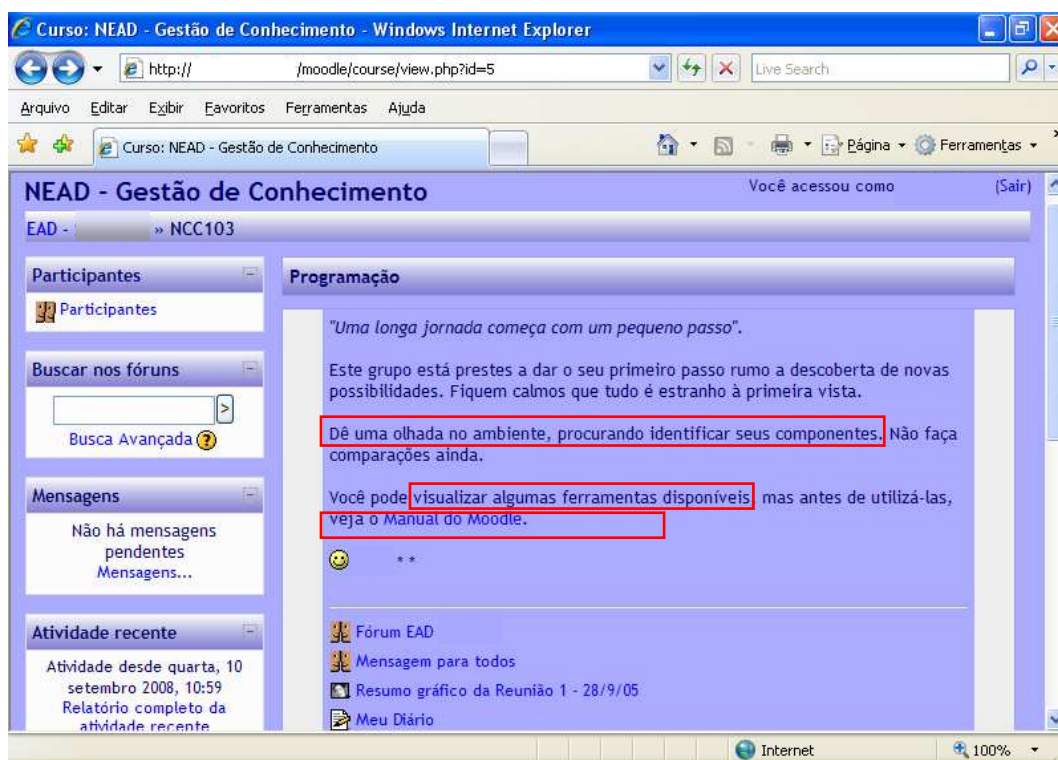 Curso: NEAD - Gestão de Conhecimento - Windows Internet Explorer
http:// /moodle/course/view.php?id=5
Live Search
Arquivo Editar Exibir Favoritos Ferramentas Ajuda
Curso: NEAD - Gestão de Conhecimento
Página Ferramentas
NEAD - Gestão de Conhecimento
Você acessou como (Sair)
EAD - » NCC103
Participantes
Participantes
Buscar nos fóruns
>
Busca Avançada ?
Mensagens
Não há mensagens
pendentes
Mensagens...
Atividade recente
Atividade desde quarta, 10
setembro 2008, 10:59
Relatório completo da
atividade recente
Programação
"Uma longa jornada começa com um pequeno passo".
Este grupo está prestes a dar o seu primeiro passo rumo a descoberta de novas
possibilidades. Fiquem calmos que tudo é estranho à primeira vista.
Dê uma olhada no ambiente, procurando identificar seus componentes. Não faça
comparações ainda.
Você pode visualizar algumas ferramentas disponíveis, mas antes de utilizá-las,
veja o Manual do Moodle.
* *
Fórum EAD
Mensagem para todos
Resumo gráfico da Reunião 1 - 28/9/05
Meu Diário
Internet
100%